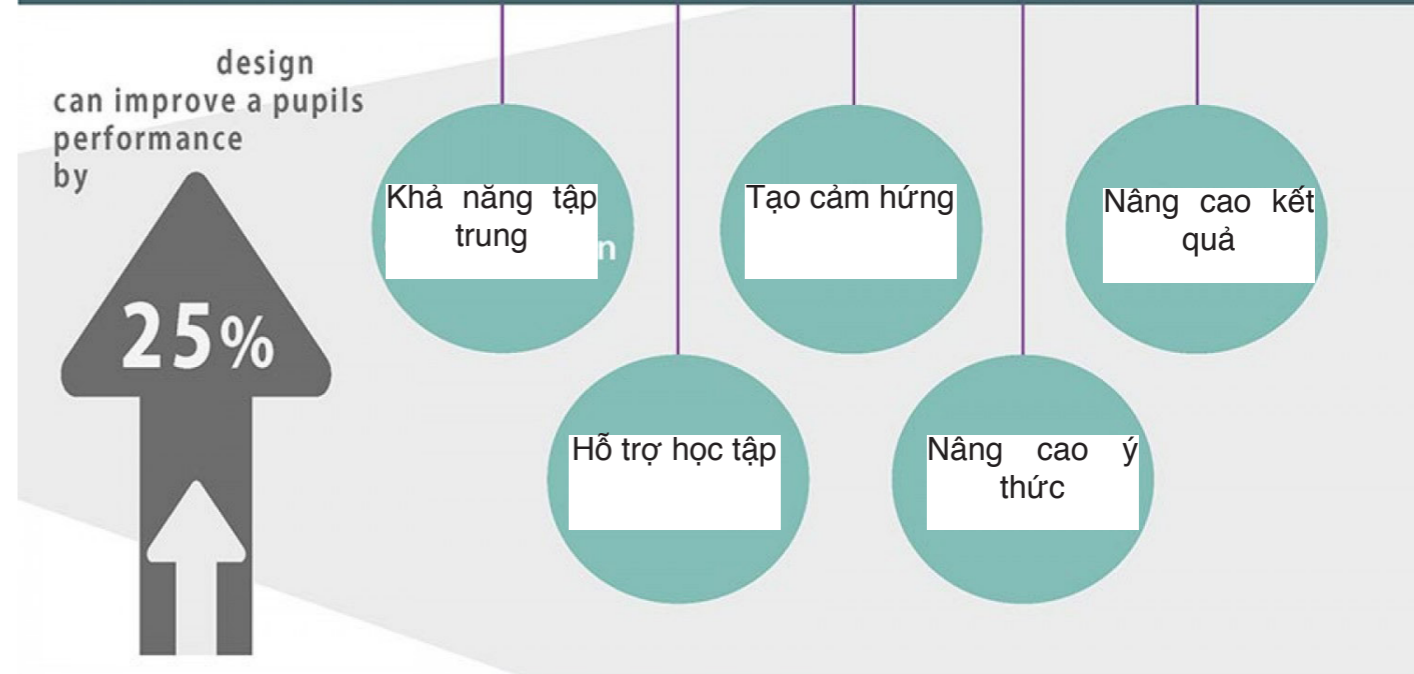 design
can improve a pupils
performance
by
25%
Khả năng tập
trung
n
Tạo cảm hứng
Nâng cao kết
quả
Hỗ trợ học tập
Nâng cao ý
thức